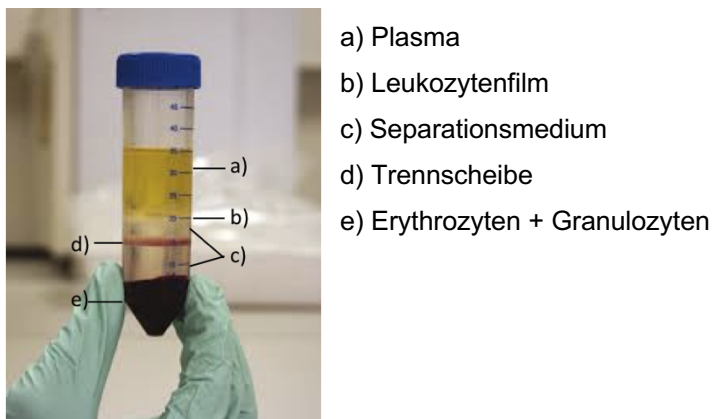 a) Plasma
b) Leukozytenfilm
c) Separationsmedium
d) Trennscheibe
e) Erythrozyten + Granulozyten
a)
b)
d)
c)
e)